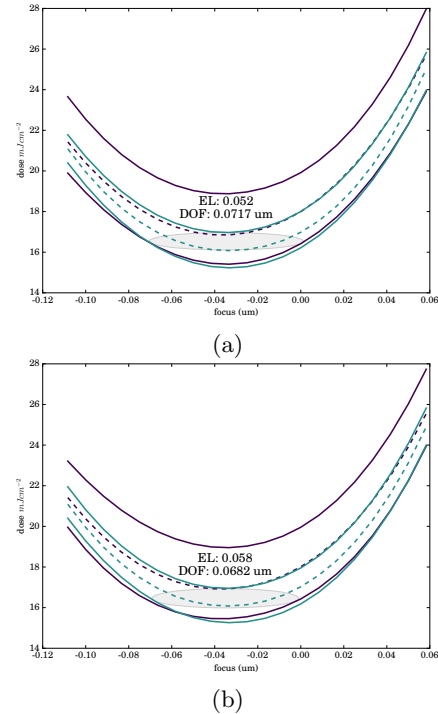 28
26
24
22
20
18
16
14
dose mJcm⁻²
EL: 0.052
DOF: 0.0717 um
-0.12 -0.10 -0.08 -0.06 -0.04 -0.02 0.00 0.02 0.04 0.06
focus (um)
(a)
28
26
24
22
20
18
16
14
dose mJcm⁻²
EL: 0.058
DOF: 0.0682 um
-0.12 -0.10 -0.08 -0.06 -0.04 -0.02 0.00 0.02 0.04 0.06
focus (um)
(b)